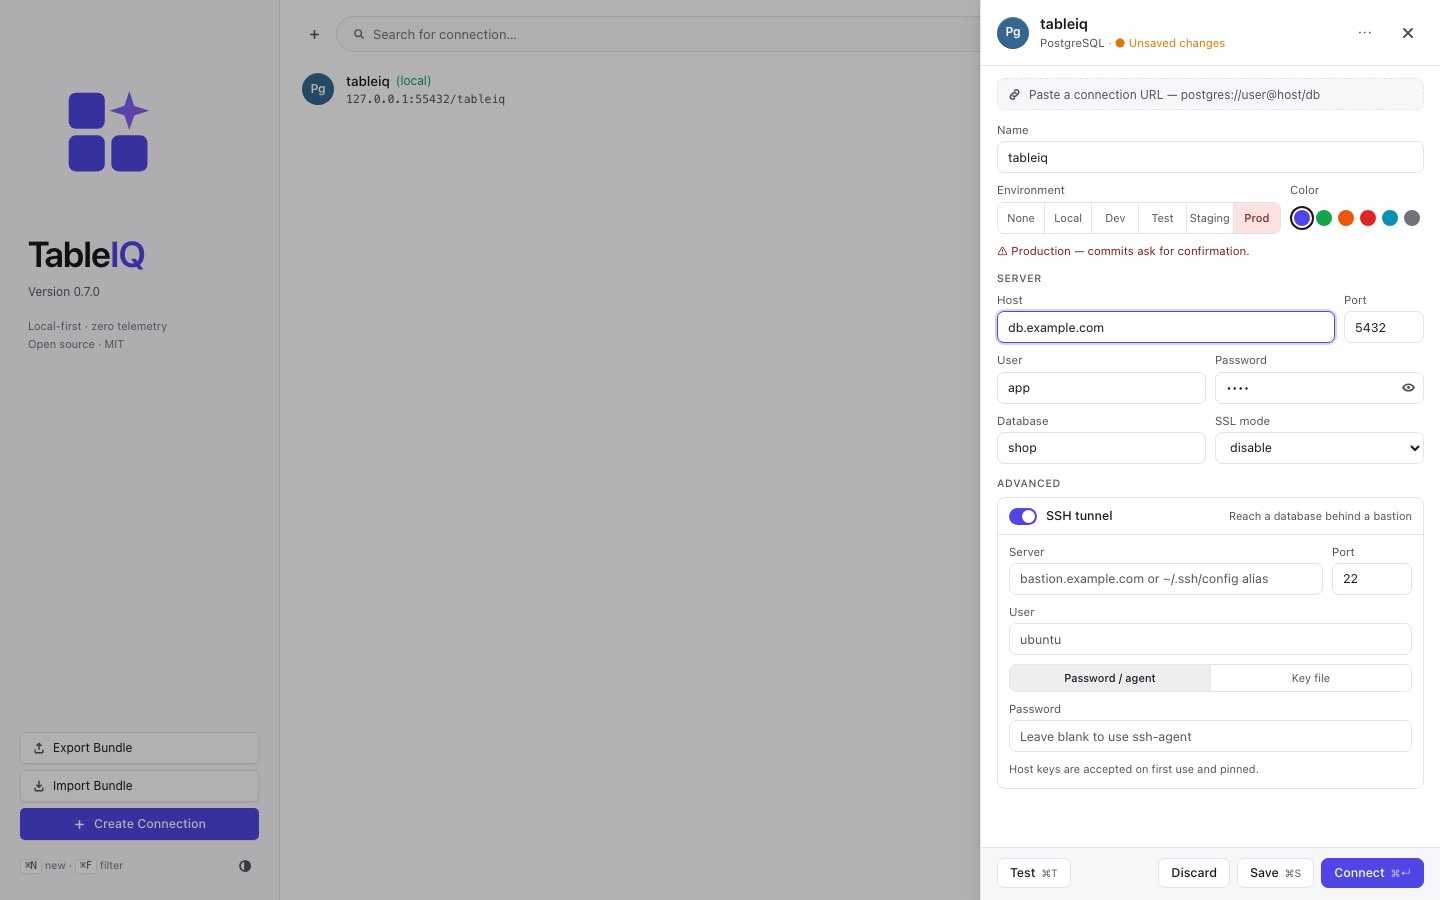 TableIQ
Version 0.7.0
Local-first · zero telemetry
Open source · MIT
Export Bundle
Import Bundle
+ Create Connection
⌘N new · ⌘F filter
+
Search for connection...
Pg
tableiq (local)
127.0.0.1:55432/tableiq
Pg
tableiq
PostgreSQL · Unsaved changes
Paste a connection URL — postgres://user@host/db
Name
tableiq
Environment Color
None Local Dev Test Staging Prod
Production — commits ask for confirmation.
SERVER
Host Port
db.example.com 5432
User Password
app ••••
Database SSL mode
shop disable
ADVANCED
SSH tunnel Reach a database behind a bastion
Server Port
bastion.example.com or ~/.ssh/config alias 22
User
ubuntu
Password / agent Key file
Password
Leave blank to use ssh-agent
Host keys are accepted on first use and pinned.
Test ⌘T Discard Save ⌘S Connect ⌘↵